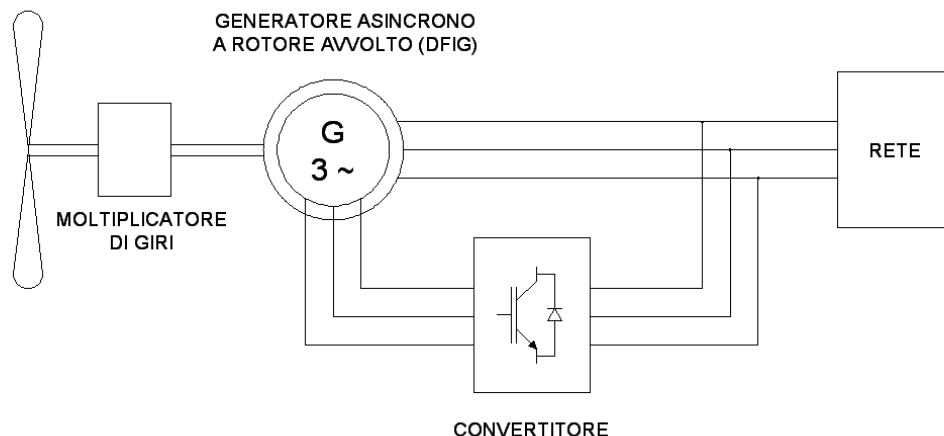 GENERATORE ASINCRONO
A ROTORE AVVOLTO (DFIG)
G
3 ~
RETE
MOLTIPLICATORE
DI GIRI
CONVERTITORE